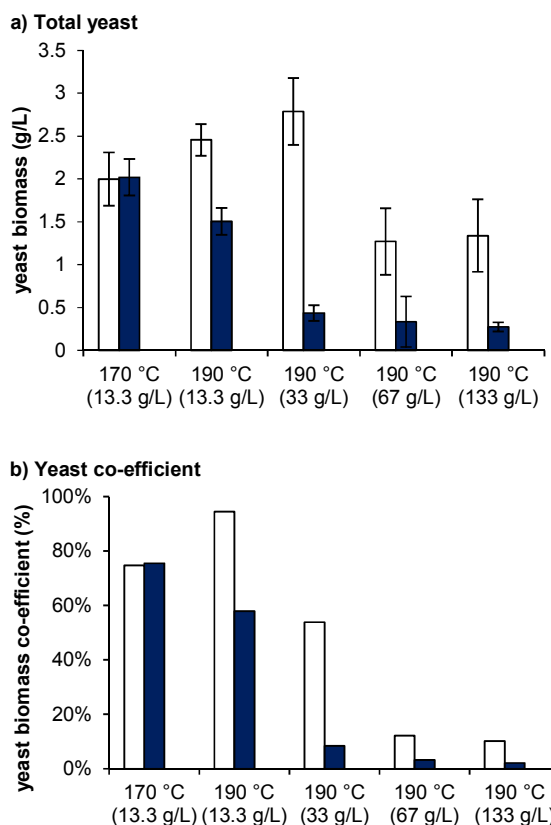 a) Total yeast
yeast biomass (g/L)
3.5
3
2.5
2
1.5
1
0.5
0
170 °C 190 °C 190 °C 190 °C 190 °C
(13.3 g/L) (13.3 g/L) (33 g/L) (67 g/L) (133 g/L)
b) Yeast co-efficient
yeast biomass co-efficient (%)
100%
80%
60%
40%
20%
0%
170 °C 190 °C 190 °C 190 °C 190 °C
(13.3 g/L) (13.3 g/L) (33 g/L) (67 g/L) (133 g/L)